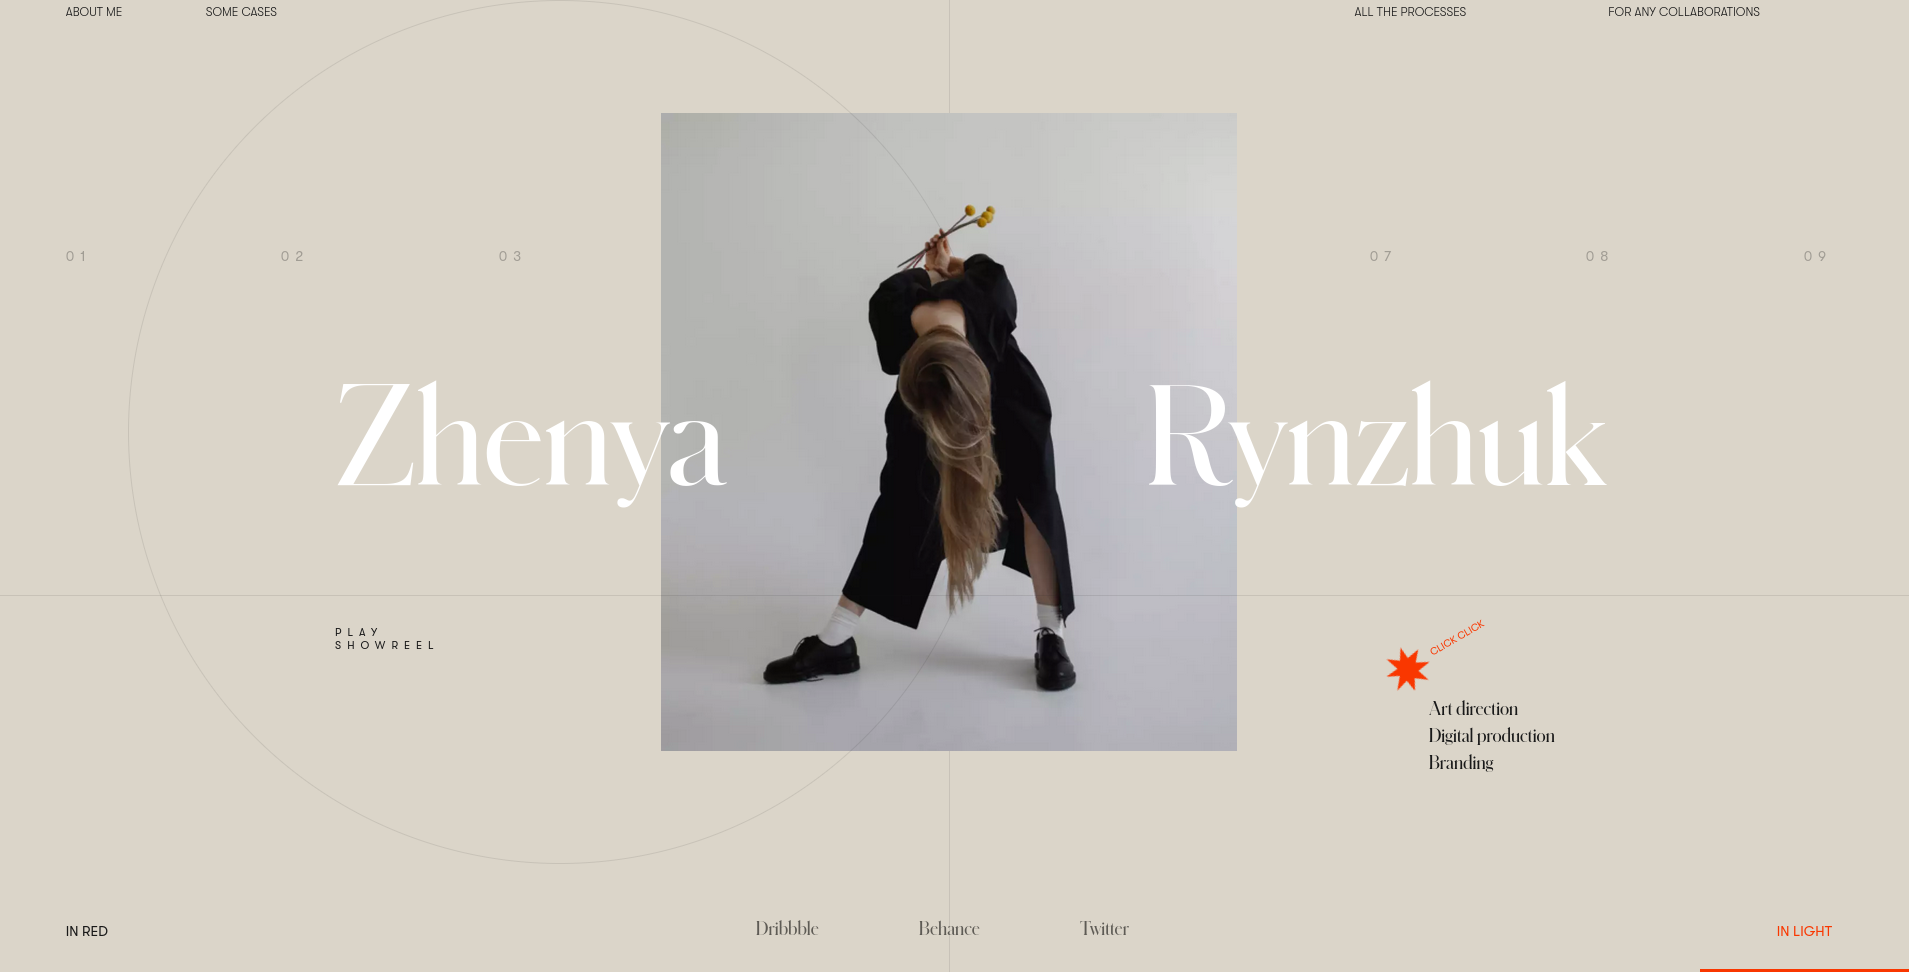 ABOUT ME
SOME CASES
ALL THE PROCESSES
FOR ANY COLLABORATIONS
01
02
03
07
08
09
Zhenya
Rynzhuk
PLAY
SHOWREEL
CLICK CLICK
Art direction
Digital production
Branding
IN RED
Dribbble
Behance
Twitter
IN LIGHT